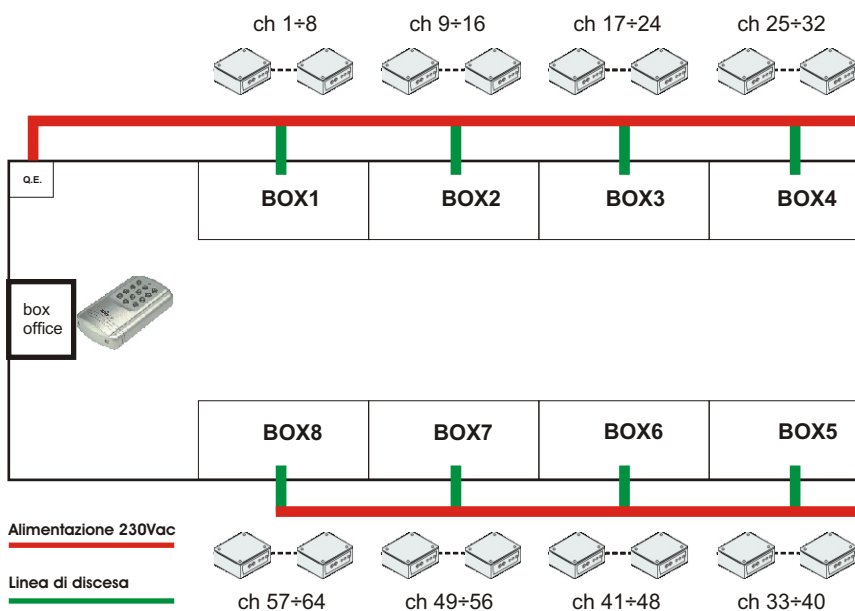 ch 1÷8 ch 9÷16 ch 17÷24 ch 25÷32
Q.E.
BOX1 BOX2 BOX3 BOX4
box
office
BOX8 BOX7 BOX6 BOX5
Alimentazione 230Vac
Linea di discesa
ch 57÷64 ch 49÷56 ch 41÷48 ch 33÷40